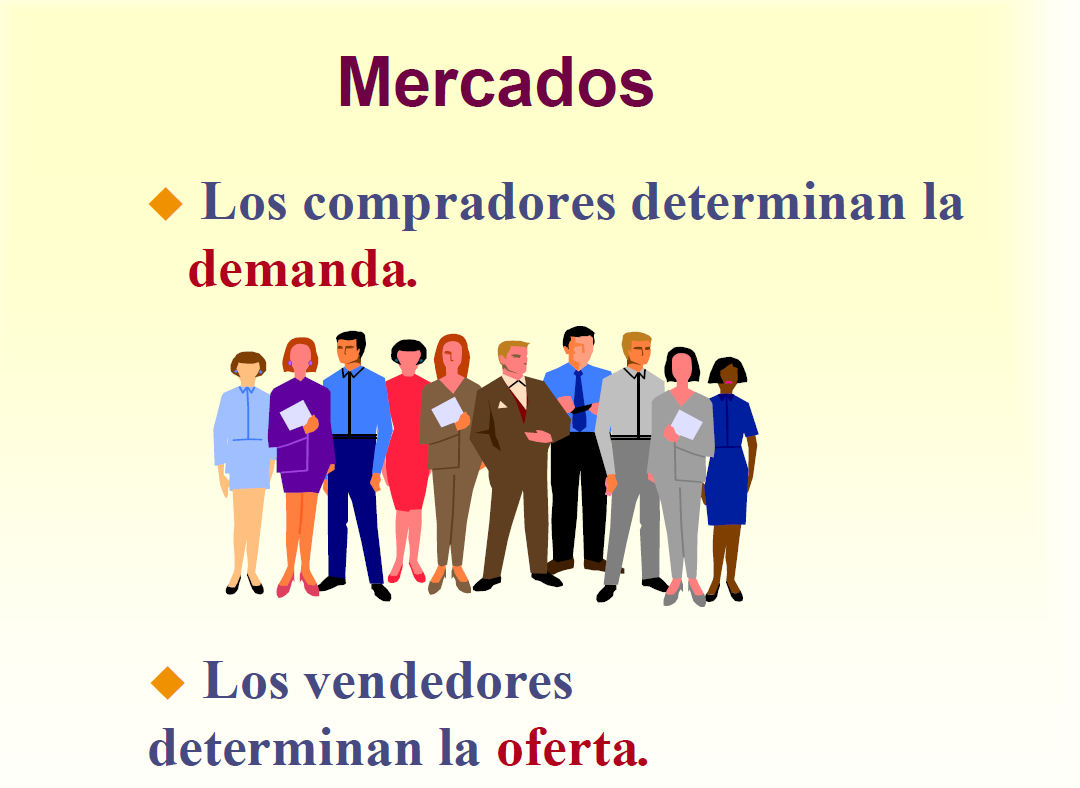 Mercados
Los compradores determinan la
demanda.
Los vendedores
determinan la oferta.